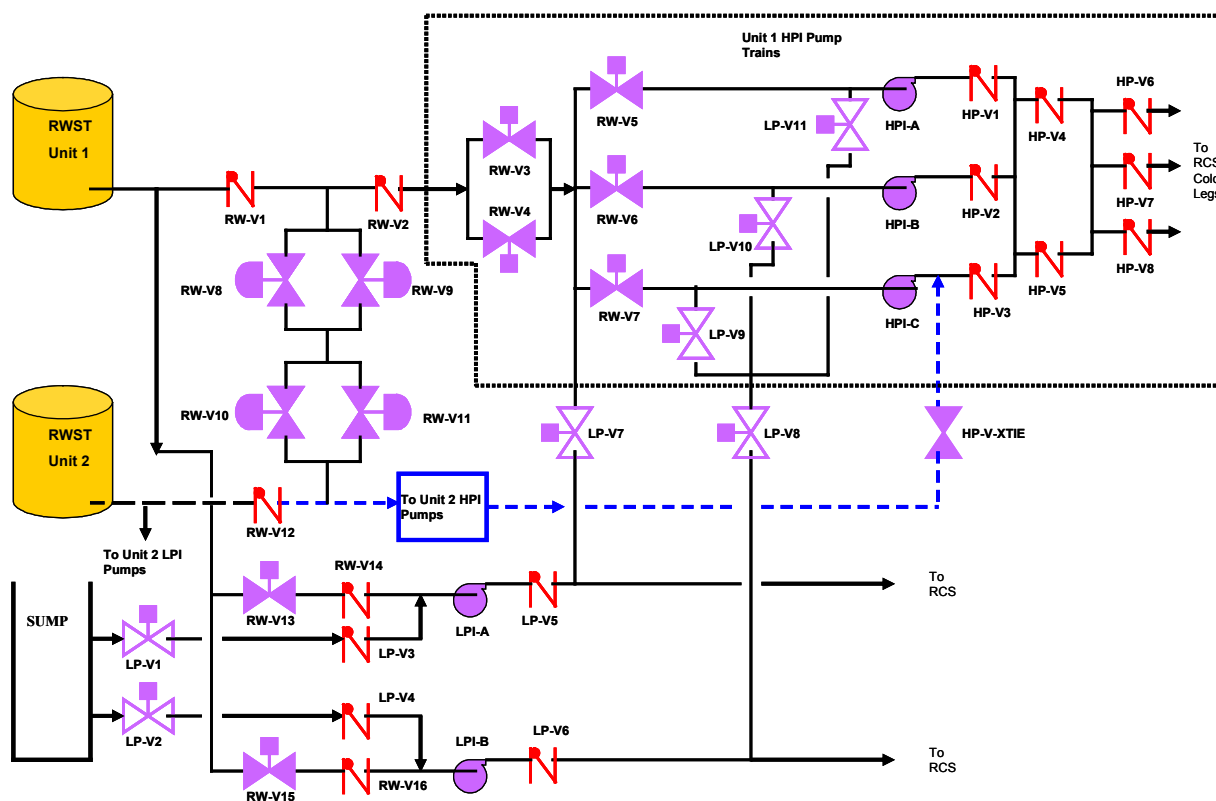 Unit 1 HPI Pump
Trains
RWST
Unit 1
RW-V5
LP-V11
HPI-A
HP-V1
HP-V4
HP-V6
RW-V3
RW-V4
RW-V1
RW-V2
RW-V6
LP-V10
HPI-B
HP-V2
HP-V7
To
RCS
Cold
Legs
RW-V8
RW-V9
RW-V7
LP-V9
HPI-C
HP-V3
HP-V5
HP-V8
RWST
Unit 2
RW-V10
RW-V11
LP-V7
LP-V8
HP-V-XTIE
RW-V12
To Unit 2 HPI
Pumps
To Unit 2 LPI
Pumps
SUMP
RW-V13
RW-V14
LPI-A
LP-V5
To
RCS
LP-V1
LP-V3
LP-V2
LP-V4
RW-V15
RW-V16
LPI-B
LP-V6
To
RCS